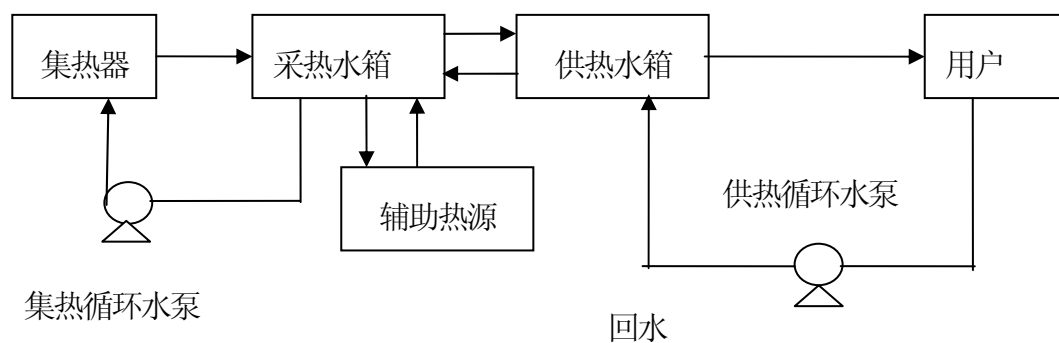 集热器
采热水箱
供热水箱
用户
辅助热源
供热循环水泵
集热循环水泵
回水